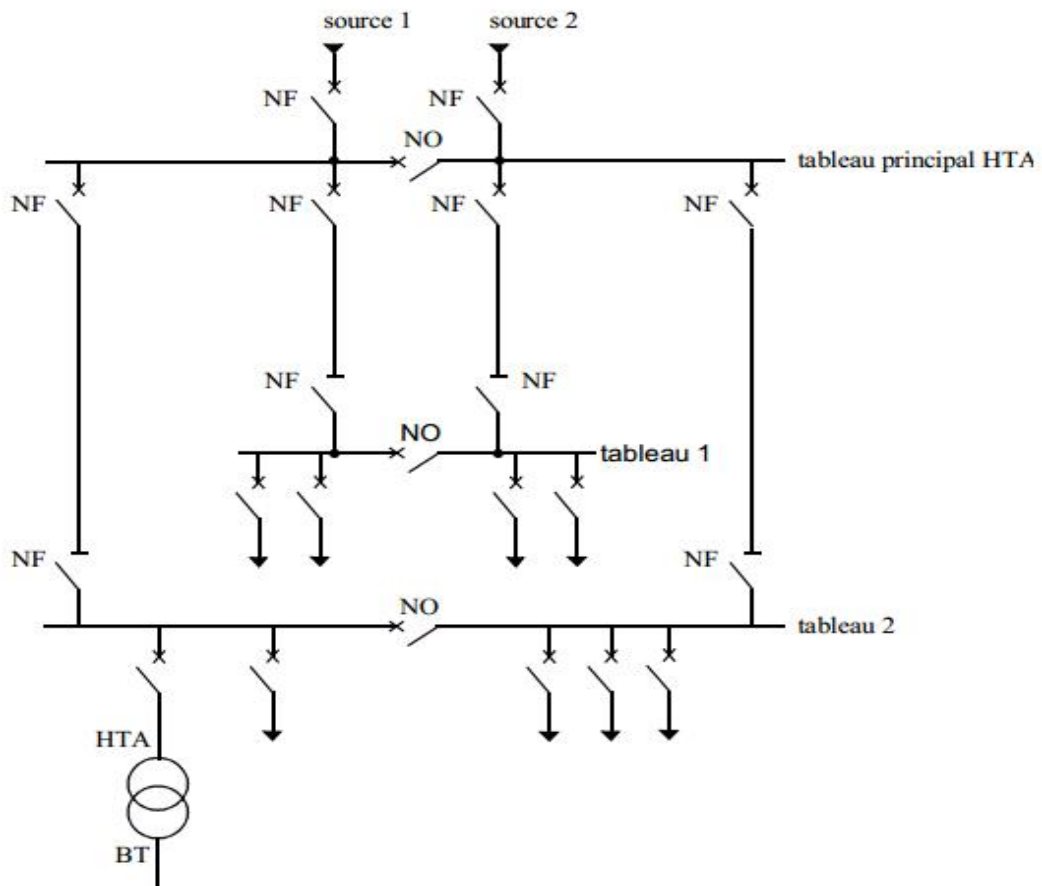 source 1
source 2
NF
NF
NO
tableau principal HTA
NF
NF
NF
NF
NF
NF
NO
tableau 1
NF
NF
NO
tableau 2
HTA
BT